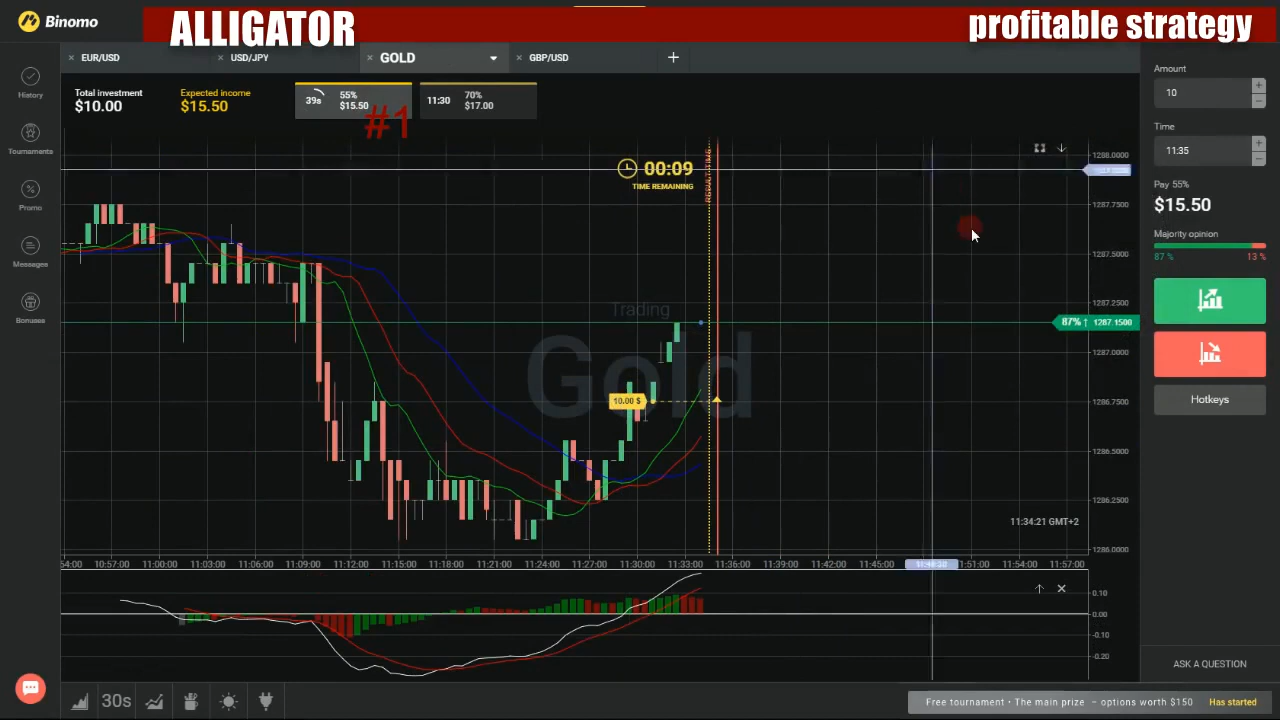 Binomo
ALLIGATOR
profitable strategy
EUR/USD
USD/JPY
GOLD
GBP/USD
Total investment
$10.00
Expected income
$15.50
39s
55%
$15.50
11:30
70%
$17.00
#1
History
Tournaments
Promo
Messages
Bonuses
00:09
TIME REMAINING
Trading
Gold
10.00 $
1288.0000
1287.7500
1287.5000
1287.2500
87% ↑ 1287.1500
1287.0000
1286.7500
1286.5000
1286.2500
1286.0000
11:34:21 GMT+2
54:00 10:57:00 11:00:00 11:03:00 11:06:00 11:09:00 11:12:00 11:15:00 11:18:00 11:21:00 11:24:00 11:27:00 11:30:00 11:33:00 11:36:00 11:39:00 11:42:00 11:45:00 11:51:00 11:54:00 11:57:00
0.10
0.00
-0.10
-0.20
30s
Amount
10
Time
11:35
Pay 55%
$15.50
Majority opinion
87 %
13 %
Hotkeys
ASK A QUESTION
Free tournament • The main prize – options worth $150 Has started